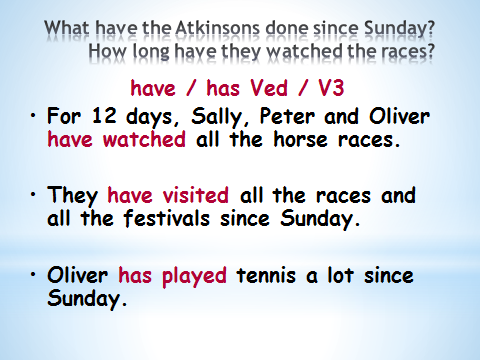 What have the Atkinsons done since Sunday?
How long have they watched the races?
have / has Ved / V3
• For 12 days, Sally, Peter and Oliver
have watched all the horse races.
• They have visited all the races and
all the festivals since Sunday.
• Oliver has played tennis a lot since
Sunday.